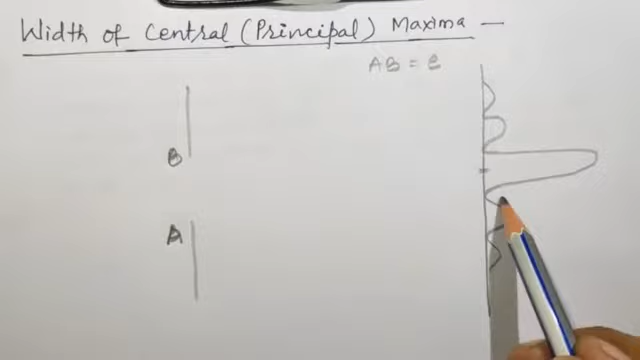 Width of Central (Principal) Maxima —
AB = e
B
A